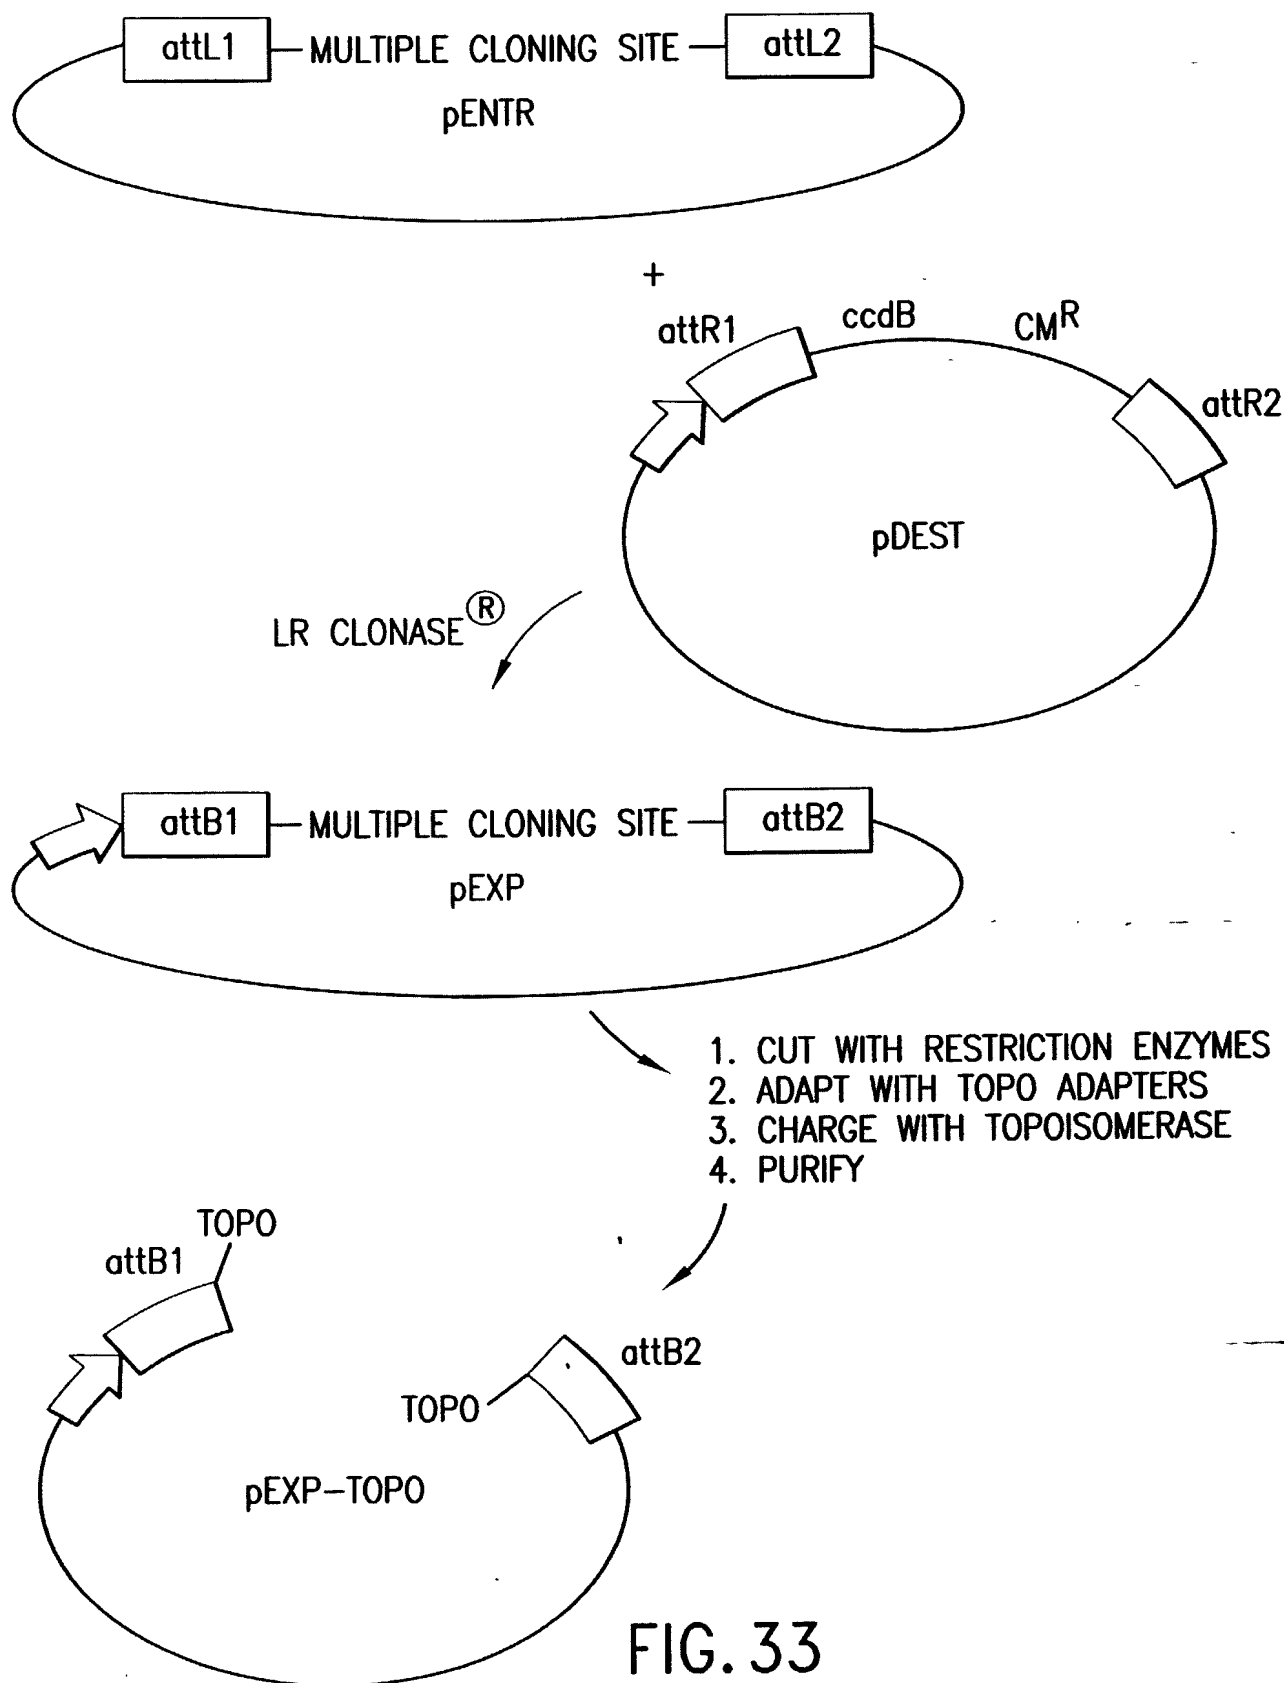 attL1
MULTIPLE CLONING SITE
attL2
pENTR
+
attR1
ccdB
CMR
attR2
pDEST
LR CLONASE®
attB1
MULTIPLE CLONING SITE
attB2
pEXP
1. CUT WITH RESTRICTION ENZYMES
2. ADAPT WITH TOPO ADAPTERS
3. CHARGE WITH TOPOISOMERASE
4. PURIFY
TOPO
attB1
attB2
TOPO
pEXP-TOPO
FIG. 33